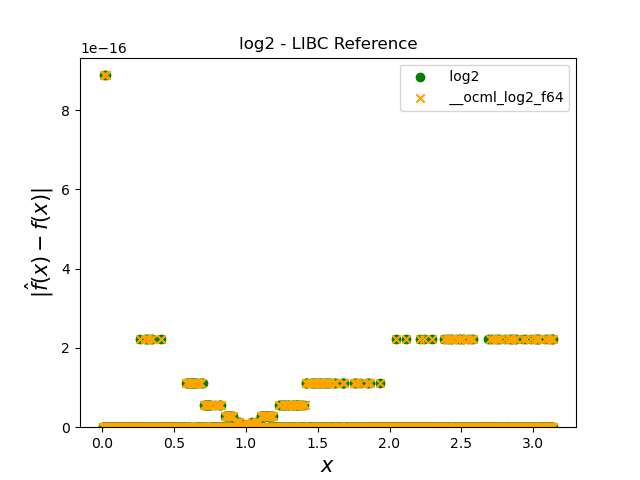 log2 - LIBC Reference
1e−16
log2
__ocml_log2_f64
8
6
4
2
0
|f̂(x) − f(x)|
0.0 0.5 1.0 1.5 2.0 2.5 3.0
x